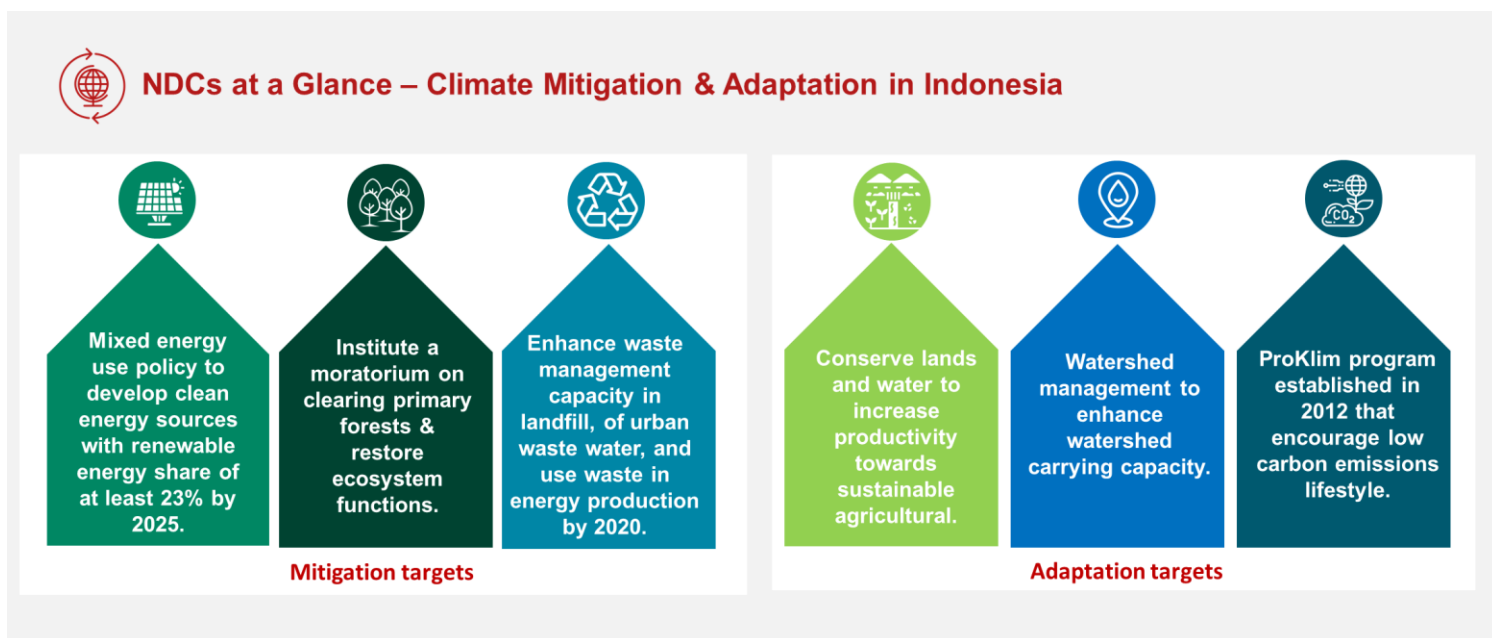 NDCs at a Glance – Climate Mitigation & Adaptation in Indonesia
Mixed energy
use policy to
develop clean
energy sources
with renewable
energy share of
at least 23% by
2025.
Institute a
moratorium on
clearing primary
forests &
restore
ecosystem
functions.
Enhance waste
management
capacity in
landfill, of urban
waste water, and
use waste in
energy production
by 2020.
Mitigation targets
Conserve lands
and water to
increase
productivity
towards
sustainable
agricultural.
Watershed
management to
enhance
watershed
carrying capacity.
CO2
ProKlim program
established in
2012 that
encourage low
carbon emissions
lifestyle.
Adaptation targets